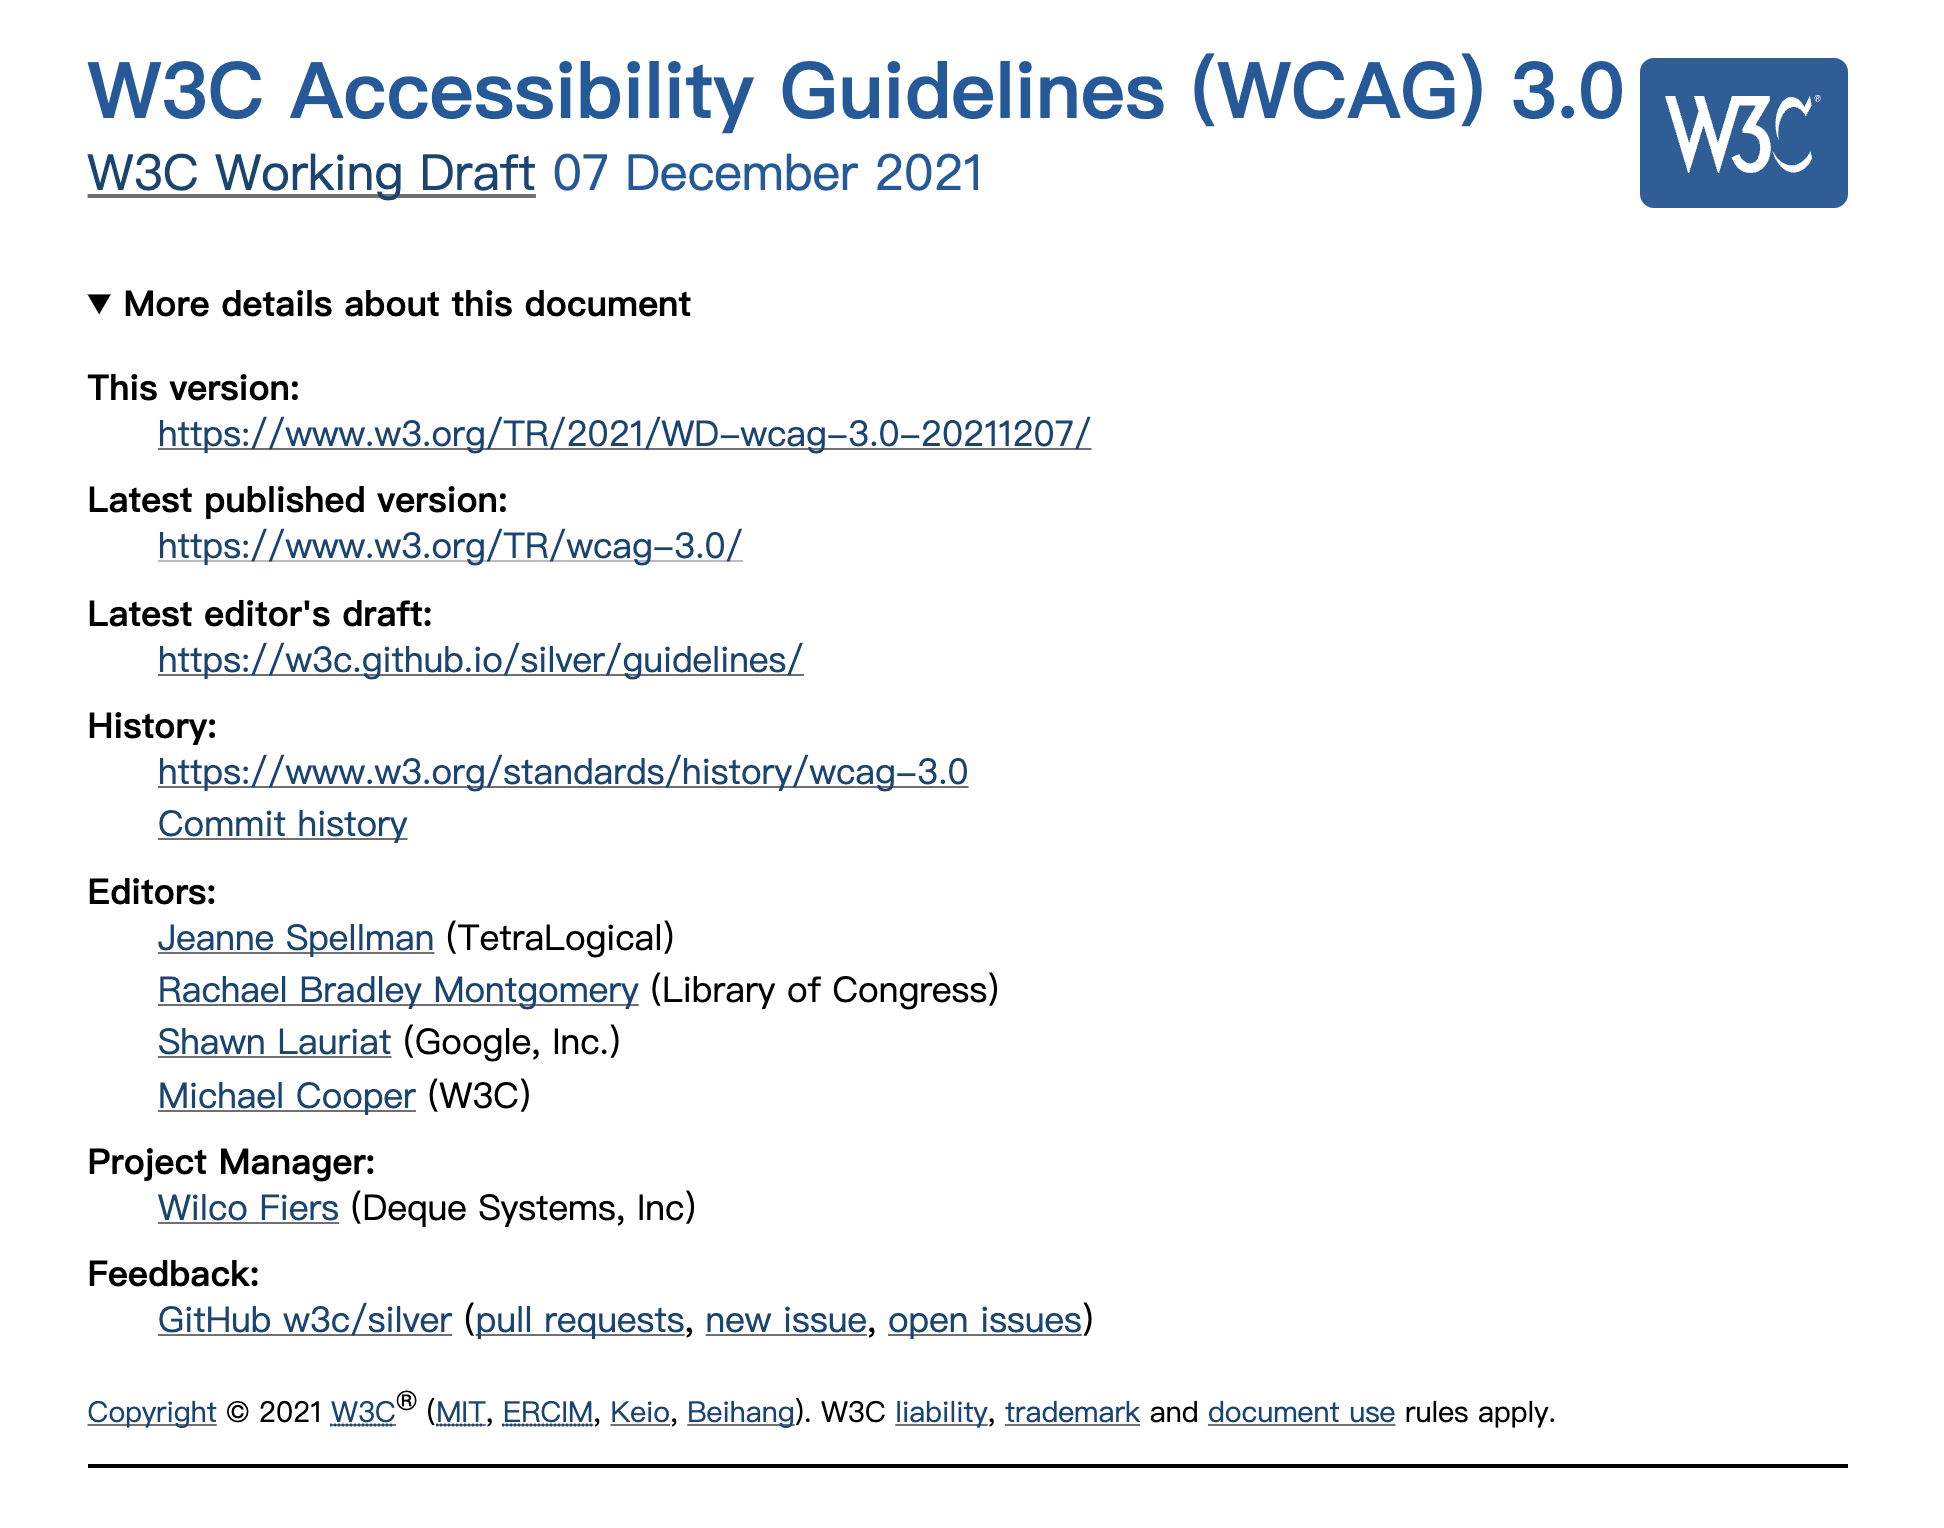 W3C Accessibility Guidelines (WCAG) 3.0
W3C®
W3C Working Draft 07 December 2021
▼ More details about this document
This version:
https://www.w3.org/TR/2021/WD-wcag-3.0-20211207/
Latest published version:
https://www.w3.org/TR/wcag-3.0/
Latest editor's draft:
https://w3c.github.io/silver/guidelines/
History:
https://www.w3.org/standards/history/wcag-3.0
Commit history
Editors:
Jeanne Spellman (TetraLogical)
Rachael Bradley Montgomery (Library of Congress)
Shawn Lauriat (Google, Inc.)
Michael Cooper (W3C)
Project Manager:
Wilco Fiers (Deque Systems, Inc)
Feedback:
GitHub w3c/silver (pull requests, new issue, open issues)
Copyright © 2021 W3C® (MIT, ERCIM, Keio, Beihang). W3C liability, trademark and document use rules apply.